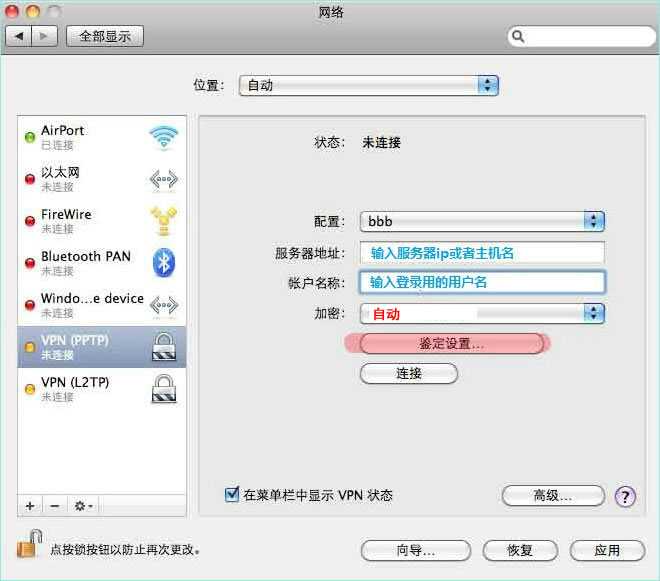 网络
全部显示
位置： 自动
AirPort
已连接
以太网
未连接
FireWire
未连接
Bluetooth PAN
未连接
Windo...e device
未连接
VPN (PPTP)
未连接
VPN (L2TP)
未连接
状态： 未连接
配置： bbb
服务器地址： 输入服务器ip或者主机名
帐户名称： 输入登录用的用户名
加密： 自动
鉴定设置...
连接
在菜单栏中显示 VPN 状态
高级...
?
点按锁按钮以防止再次更改。
向导...
恢复
应用